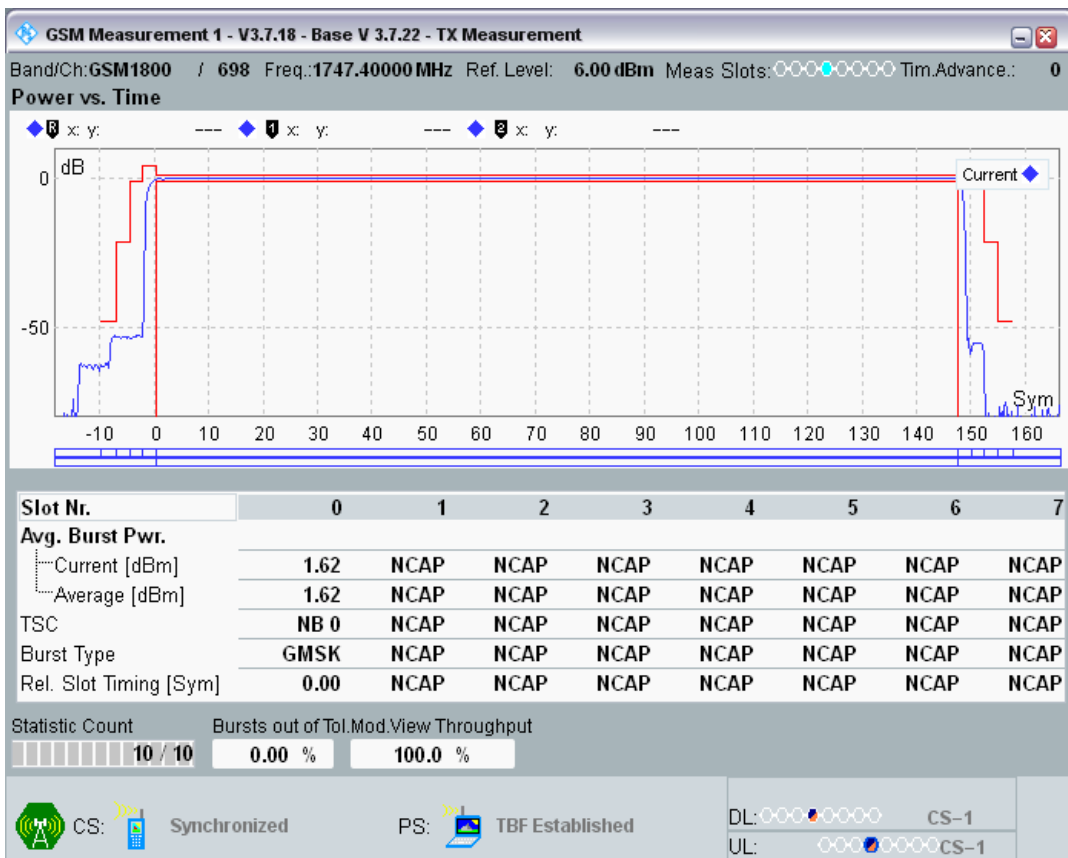 GSM Measurement 1 - V3.7.18 - Base V 3.7.22 - TX Measurement
Band/Ch:GSM1800 / 698 Freq.:1747.40000 MHz Ref. Level: 6.00 dBm Meas Slots: Tim.Advance.: 0
Power vs. Time
R x: y: --- 1 x: y: --- 2 x: y: ---
dB
Current
0
-50
Sym
-10 0 10 20 30 40 50 60 70 80 90 100 110 120 130 140 150 160
Slot Nr. 0 1 2 3 4 5 6 7
Avg. Burst Pwr.
Current [dBm] 1.62 NCAP NCAP NCAP NCAP NCAP NCAP NCAP
Average [dBm] 1.62 NCAP NCAP NCAP NCAP NCAP NCAP NCAP
TSC NB 0 NCAP NCAP NCAP NCAP NCAP NCAP NCAP
Burst Type GMSK NCAP NCAP NCAP NCAP NCAP NCAP NCAP
Rel. Slot Timing [Sym] 0.00 NCAP NCAP NCAP NCAP NCAP NCAP NCAP
Statistic Count Bursts out of Tol.Mod.View Throughput
10 / 10 0.00 % 100.0 %
CS: Synchronized PS: TBF Established
DL: CS-1
UL: CS-1